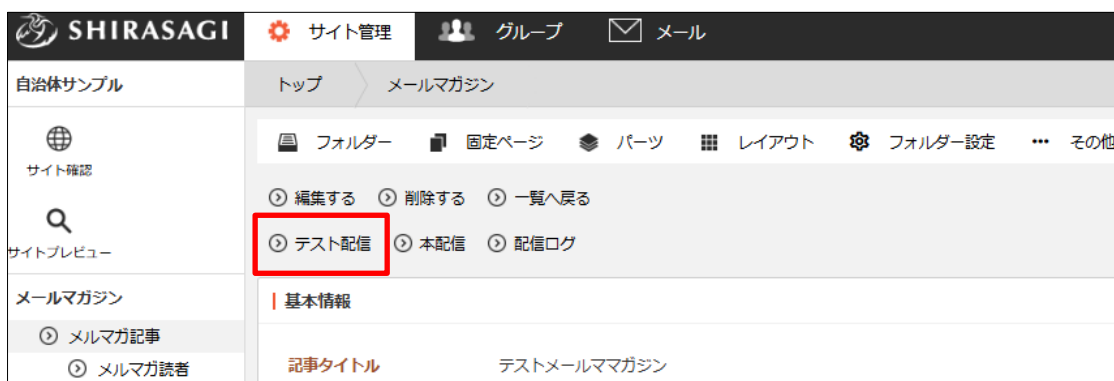 SHIRASAGI サイト管理 グループ メール
自治体サンプル トップ メールマガジン
フォルダー 固定ページ パーツ レイアウト フォルダー設定 その他
サイト確認
編集する 削除する 一覧へ戻る
テスト配信 本配信 配信ログ
サイトプレビュー
メールマガジン 基本情報
メルマガ記事
メルマガ読者 記事タイトル テストメールママガジン